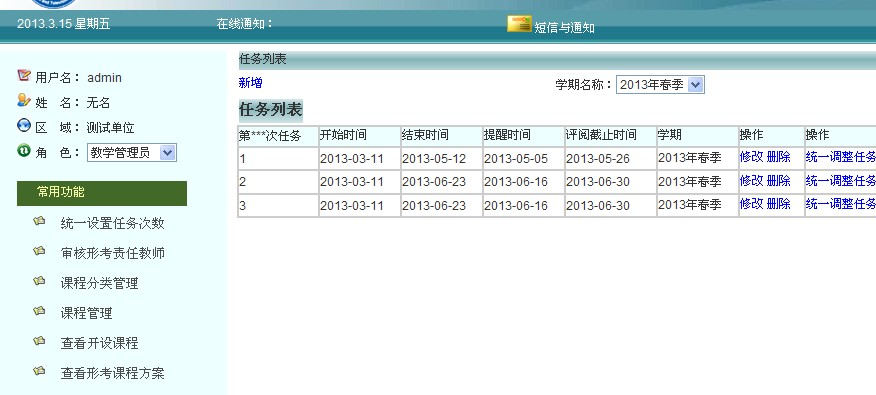 and Television
2013.3.15 星期五 在线通知： 短信与通知
任务列表
用户名： admin
姓 名：无名
区 域：测试单位
角 色： 教学管理员
常用功能
统一设置任务次数
审核形考责任教师
课程分类管理
课程管理
查看开设课程
查看形考课程方案
新增 学期名称： 2013年春季
任务列表
第***次任务 开始时间 结束时间 提醒时间 评阅截止时间 学期 操作 操作
1 2013-03-11 2013-05-12 2013-05-05 2013-05-26 2013年春季 修改 删除 统一调整任务
2 2013-03-11 2013-06-23 2013-06-16 2013-06-30 2013年春季 修改 删除 统一调整任务
3 2013-03-11 2013-06-23 2013-06-16 2013-06-30 2013年春季 修改 删除 统一调整任务